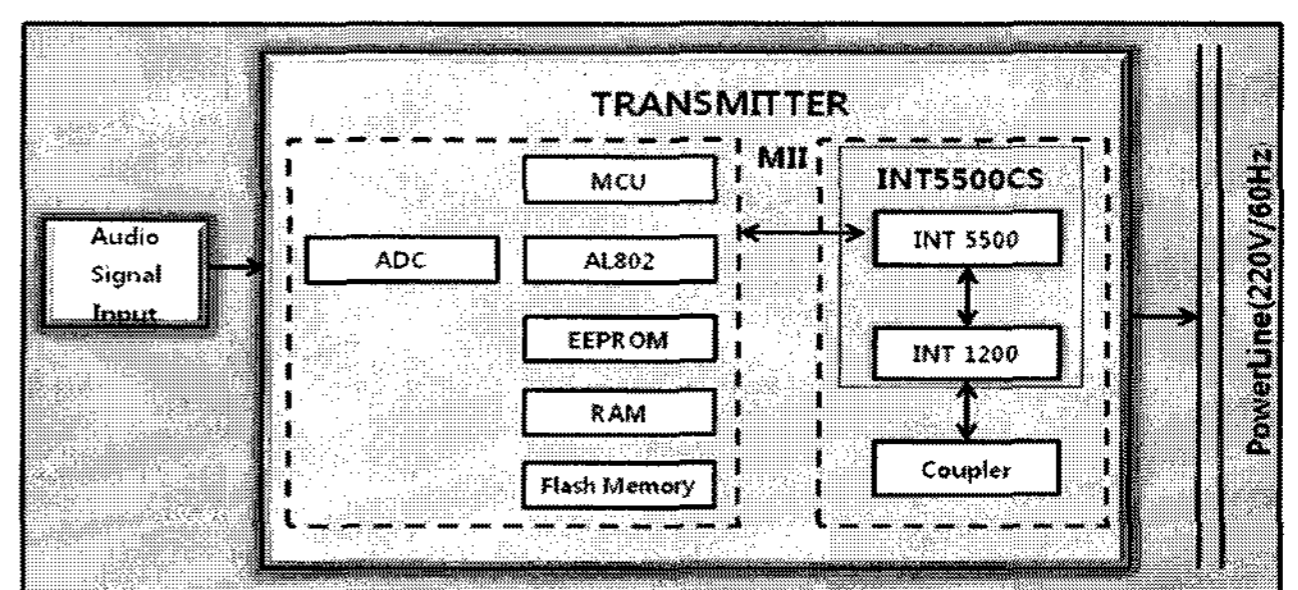 TRANSMITTER
Audio
Signal
Input
ADC
MCU
AL802
EEPROM
RAM
Flash Memory
MII
INT5500CS
INT 5500
INT 1200
Coupler
PowerLine(220V/60Hz)